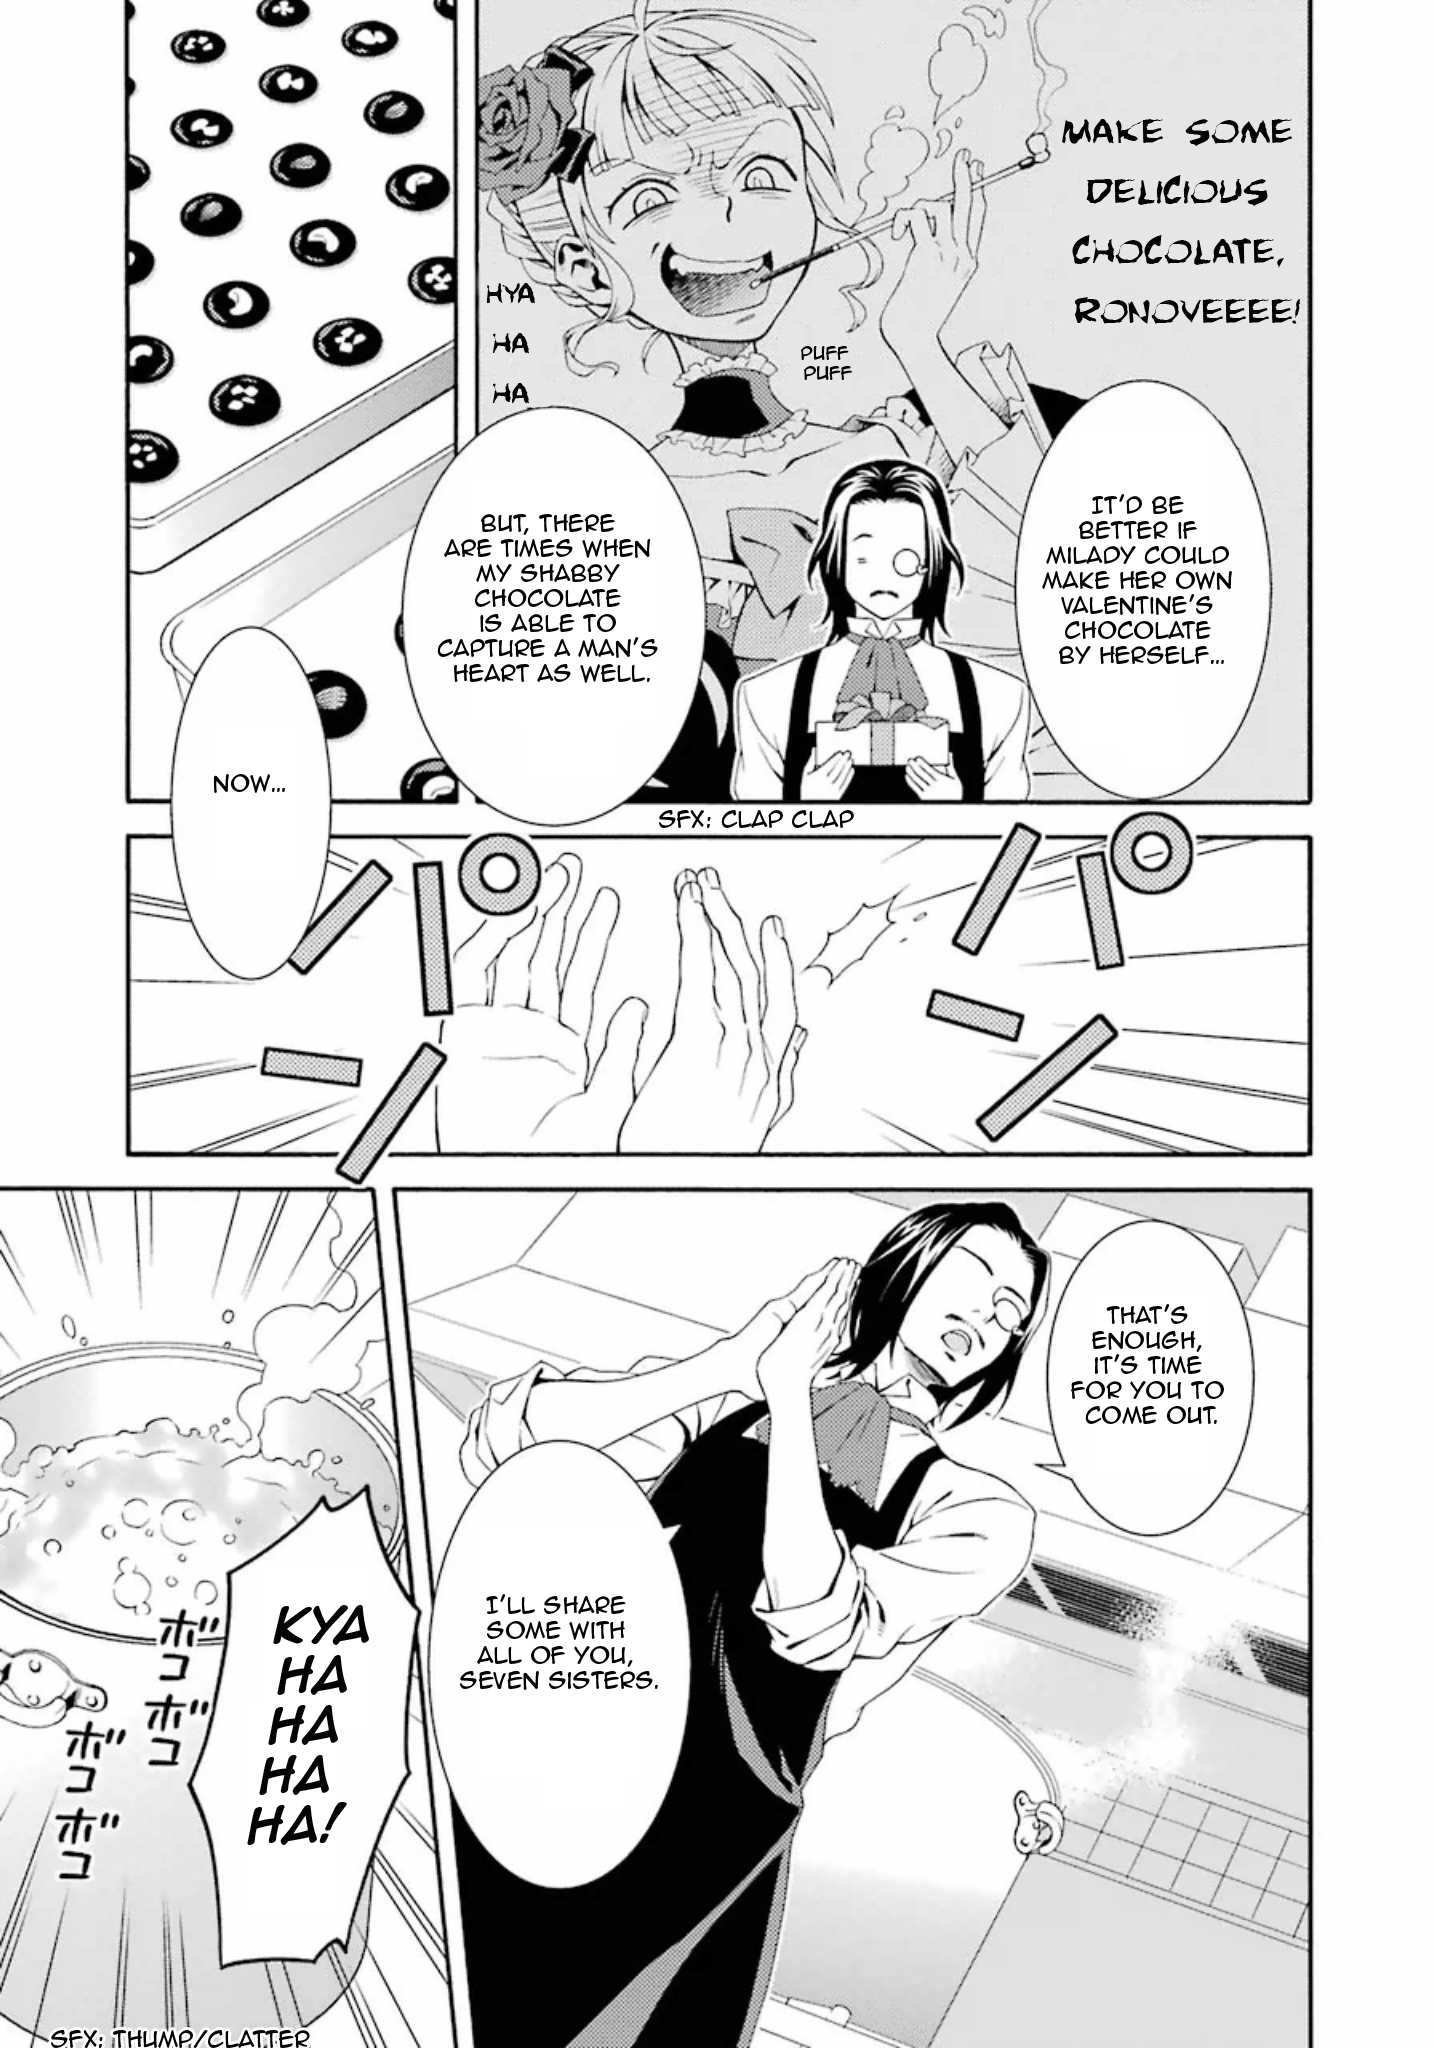 MAKE SOME
DELICIOUS
CHOCOLATE,
RONOVEEEE!
HYA
HA
HA
PUFF
PUFF
IT'D BE
BETTER IF
MILADY COULD
MAKE HER OWN
VALENTINE'S
CHOCOLATE
BY HERSELF...
BUT, THERE
ARE TIMES WHEN
MY SHABBY
CHOCOLATE
IS ABLE TO
CAPTURE A MAN'S
HEART AS WELL.
NOW...
SFX: CLAP CLAP
パン
パン
THAT'S
ENOUGH,
IT'S TIME
FOR YOU TO
COME OUT.
I'LL SHARE
SOME WITH
ALL OF YOU,
SEVEN SISTERS.
KYA
HA
HA
HA
HA!
ボコ
ボコ
ボコ
ボコ
SFX: THUMP/CLATTER